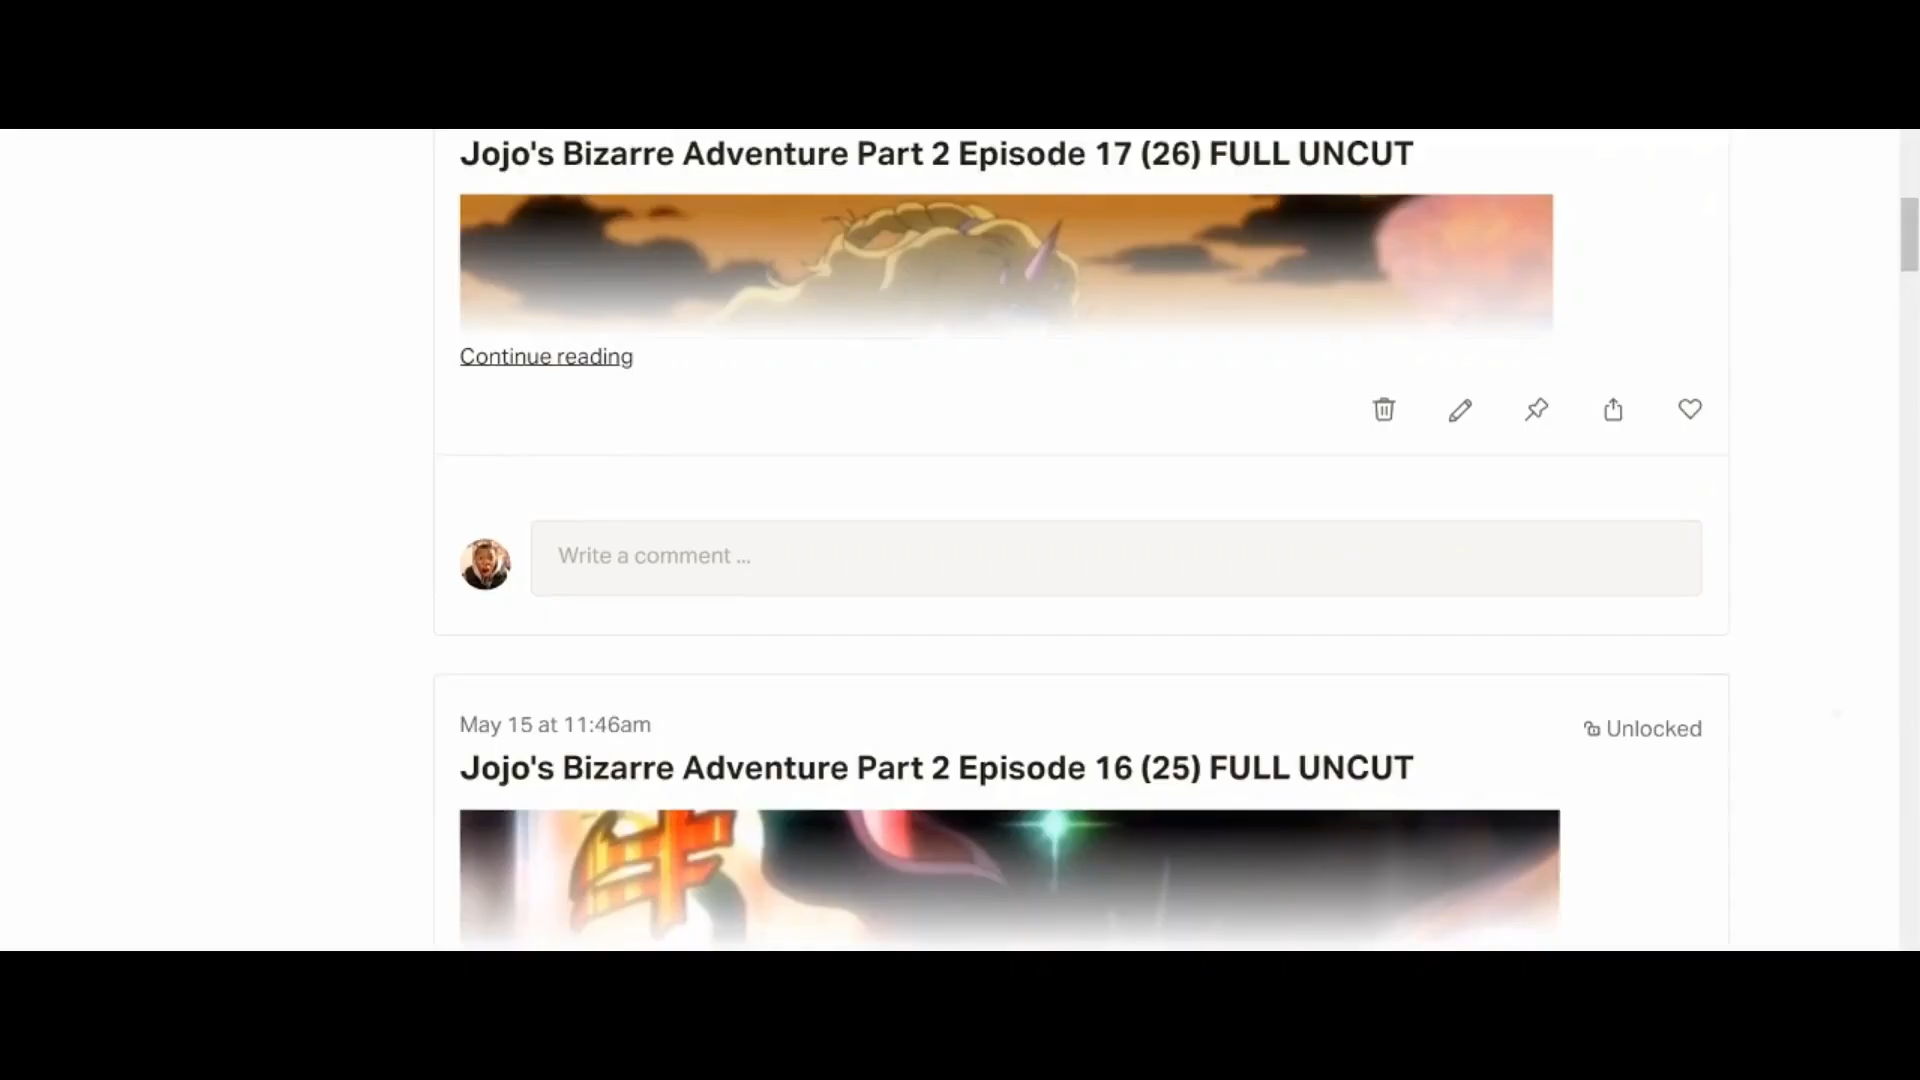 Jojo's Bizarre Adventure Part 2 Episode 17 (26) FULL UNCUT
Continue reading
Write a comment ...
May 15 at 11:46am
Unlocked
Jojo's Bizarre Adventure Part 2 Episode 16 (25) FULL UNCUT